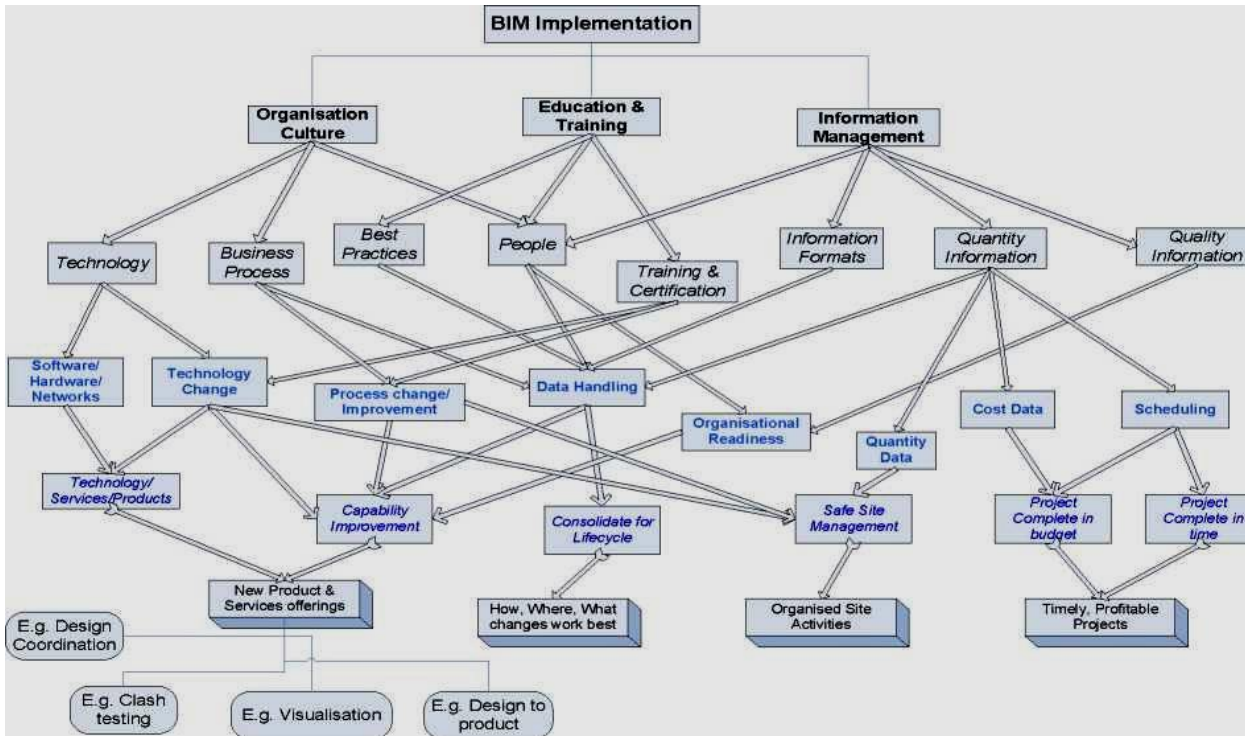 BIM Implementation
Organisation
Culture
Education &
Training
Information
Management
Technology
Business
Process
Best
Practices
People
Training &
Certification
Information
Formats
Quantity
Information
Quality
Information
Software/
Hardware/
Networks
Technology
Change
Process change/
Improvement
Data Handling
Organisational
Readiness
Quantity
Data
Cost Data
Scheduling
Technology/
Services/Products
Capability
Improvement
Consolidate for
Lifecycle
Safe Site
Management
Project
Complete in
budget
Project
Complete in
time
New Product &
Services offerings
How, Where, What
changes work best
Organised Site
Activities
Timely, Profitable
Projects
E.g. Design
Coordination
E.g. Clash
testing
E.g. Visualisation
E.g. Design to
product